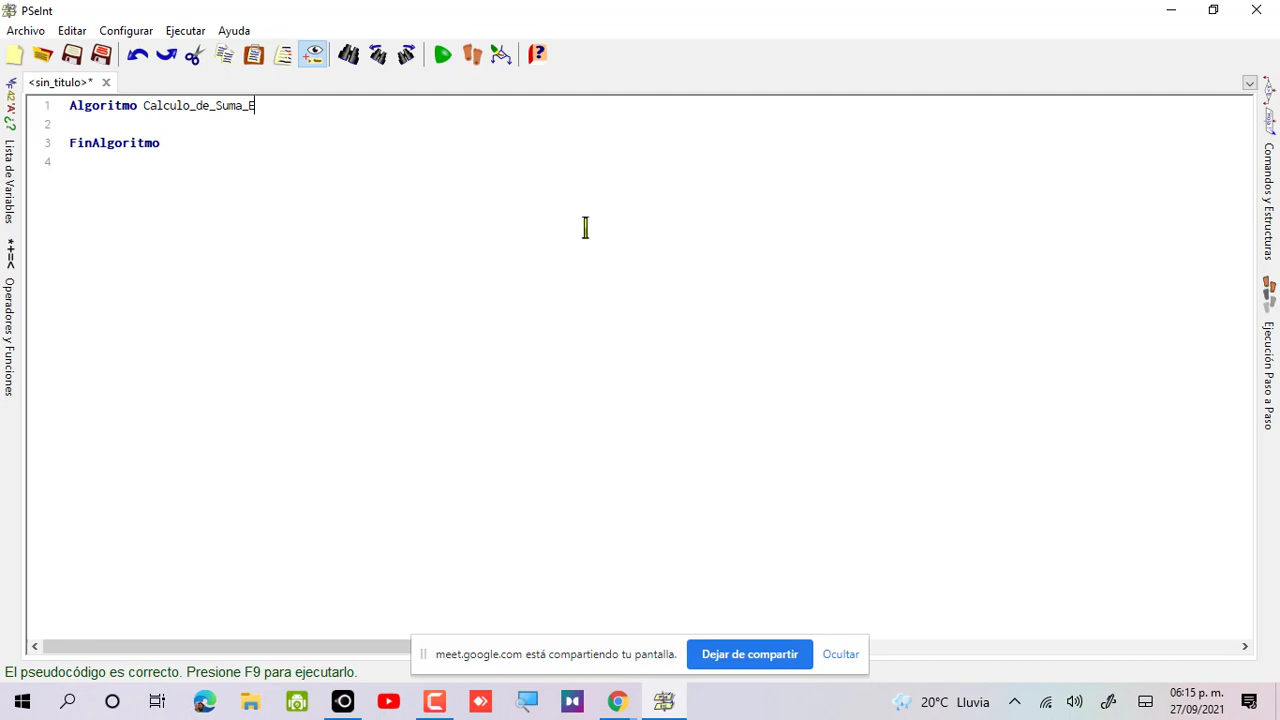 PSeInt
Archivo Editar Configurar Ejecutar Ayuda
<sin_titulo>*
1 Algoritmo Calculo_de_Suma_E
2
3 FinAlgoritmo
4
Lista de Variables
*+=< Operadores y Funciones
Comandos y Estructuras
Ejecución Paso a Paso
meet.google.com está compartiendo tu pantalla. Dejar de compartir Ocultar
El pseudocódigo es correcto. Presione F9 para ejecutarlo.
20°C Lluvia
06:15 p. m.
27/09/2021